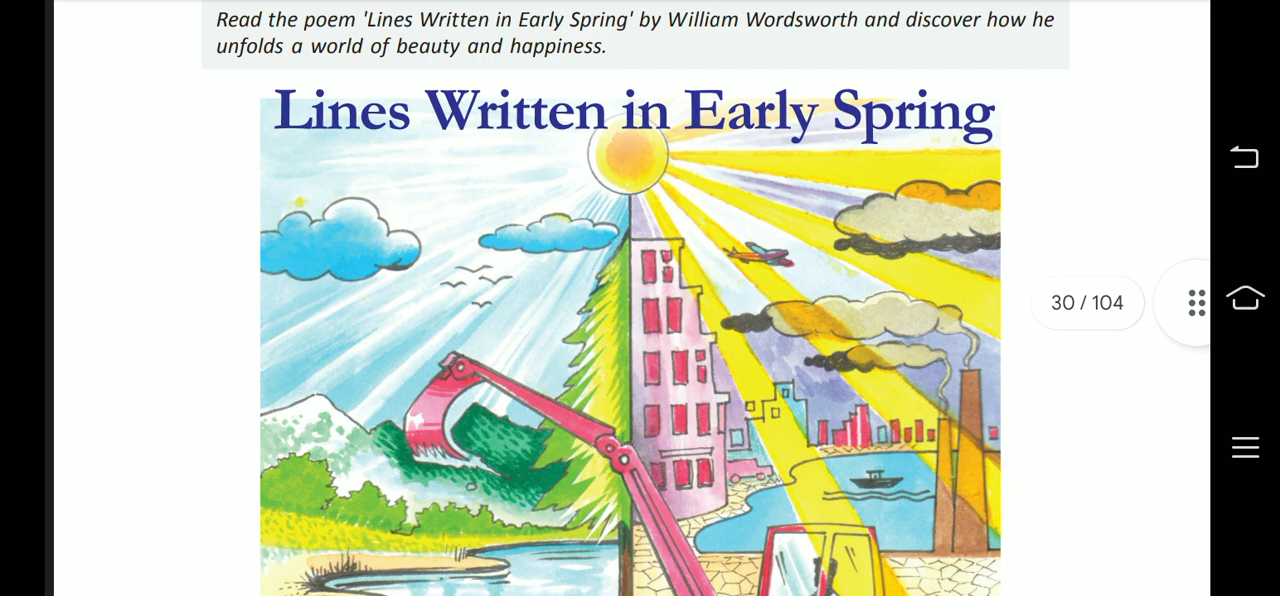 Read the poem 'Lines Written in Early Spring' by William Wordsworth and discover how he
unfolds a world of beauty and happiness.
Lines Written in Early Spring
30 / 104